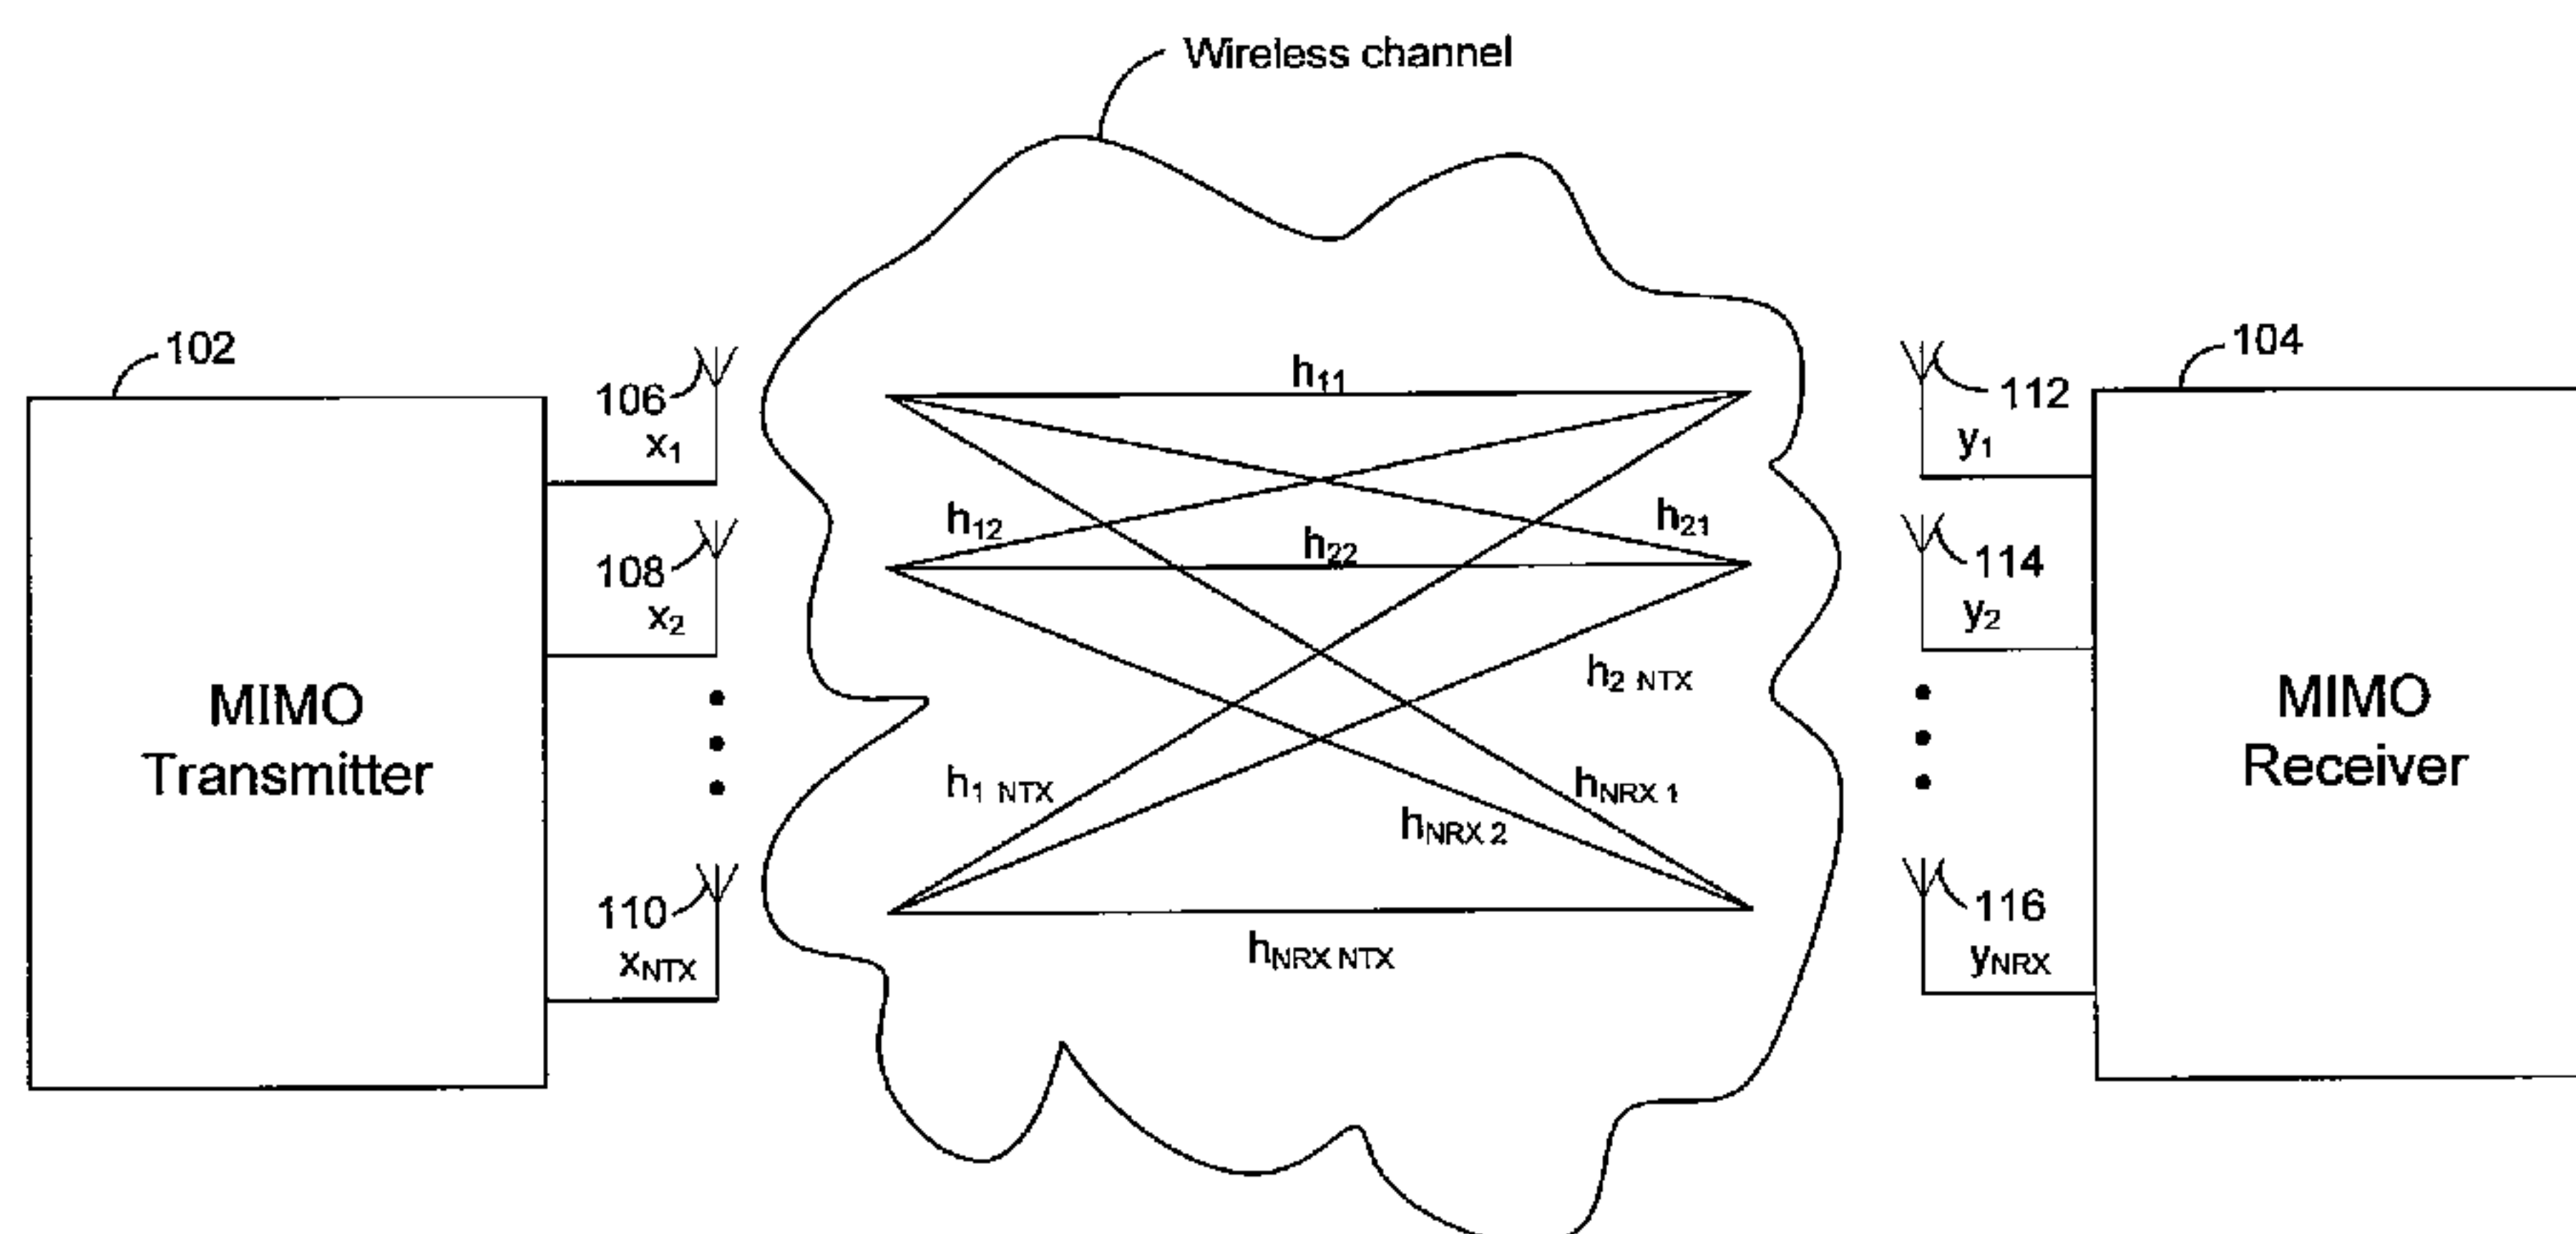 Wireless channel
102
106
x1
h11
112
104
y1
108
x2
h12
h22
h21
114
y2
MIMO
Transmitter
h2 NTX
MIMO
Receiver
h1 NTX
hNRX 1
hNRX 2
110
xNTX
hNRX NTX
116
yNRX